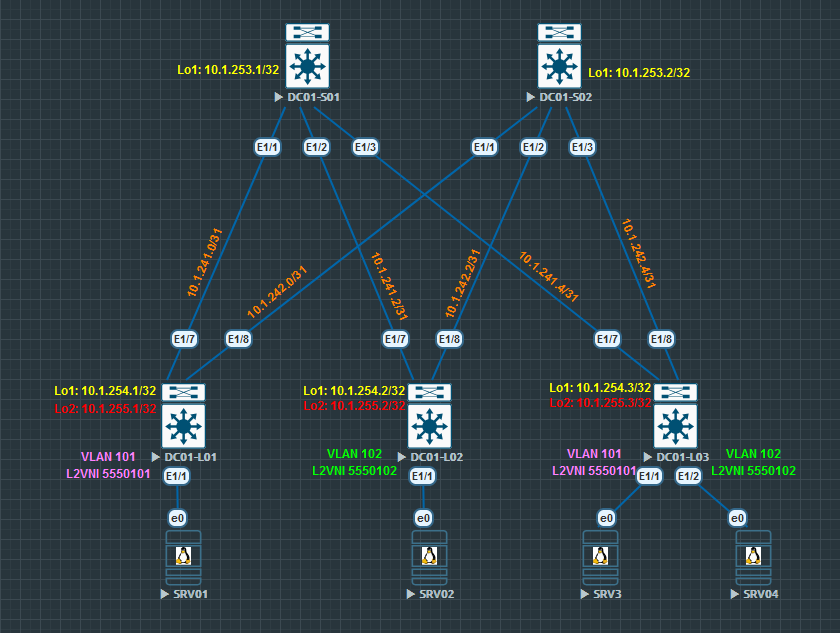 Lo1: 10.1.253.1/32
Lo1: 10.1.253.2/32
DC01-S01
DC01-S02
E1/1
E1/2
E1/3
E1/1
E1/2
E1/3
10.1.241.0/31
10.1.242.0/31
10.1.241.2/31
10.1.242.2/31
10.1.241.4/31
10.1.242.4/31
E1/7
E1/8
E1/7
E1/8
E1/7
E1/8
Lo1: 10.1.254.1/32
Lo2: 10.1.255.1/32
Lo1: 10.1.254.2/32
Lo2: 10.1.255.2/32
Lo1: 10.1.254.3/32
Lo2: 10.1.255.3/32
VLAN 101
L2VNI 5550101
DC01-L01
VLAN 102
L2VNI 5550102
DC01-L02
VLAN 101
L2VNI 5550101
DC01-L03
VLAN 102
L2VNI 5550102
E1/1
E1/1
E1/1
E1/2
e0
e0
e0
e0
SRV01
SRV02
SRV3
SRV04